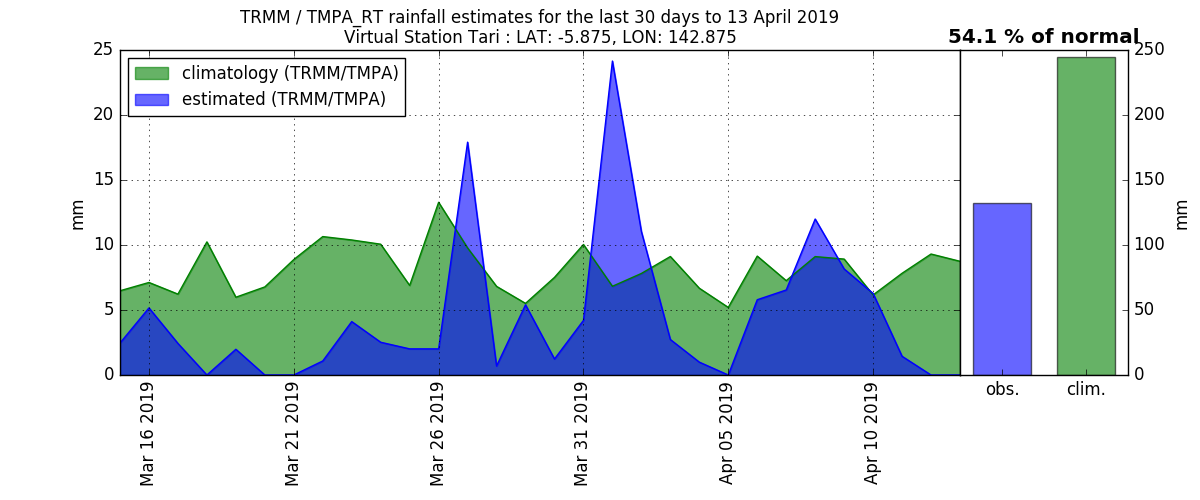 TRMM / TMPA_RT rainfall estimates for the last 30 days to 13 April 2019
Virtual Station Tari : LAT: -5.875, LON: 142.875
54.1 % of normal
climatology (TRMM/TMPA)
estimated (TRMM/TMPA)
25
20
15
10
5
0
mm
Mar 16 2019
Mar 21 2019
Mar 26 2019
Mar 31 2019
Apr 05 2019
Apr 10 2019
obs.
clim.
250
200
150
100
50
0
mm